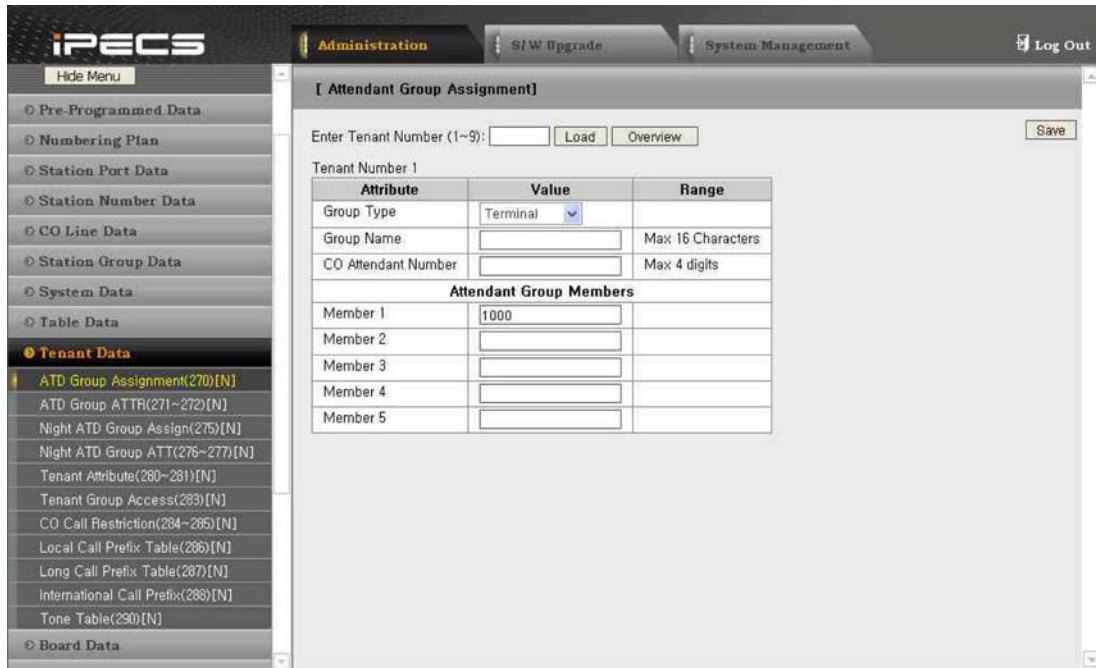 iPECS
Administration
S/W Upgrade
System Management
Log Out
Hide Menu
Pre-Programmed Data
Numbering Plan
Station Port Data
Station Number Data
CO Line Data
Station Group Data
System Data
Table Data
Tenant Data
ATD Group Assignment(270)[N]
ATD Group ATTR(271~272)[N]
Night ATD Group Assign(275)[N]
Night ATD Group ATT(276~277)[N]
Tenant Attribute(280~281)[N]
Tenant Group Access(283)[N]
CO Call Restriction(284~285)[N]
Local Call Prefix Table(286)[N]
Long Call Prefix Table(287)[N]
International Call Prefix(288)[N]
Tone Table(290)[N]
Board Data
[ Attendant Group Assignment]
Enter Tenant Number (1~9): Load Overview Save
Tenant Number 1
Attribute Value Range
Group Type Terminal
Group Name Max 16 Characters
CO Attendant Number Max 4 digits
Attendant Group Members
Member 1 1000
Member 2
Member 3
Member 4
Member 5